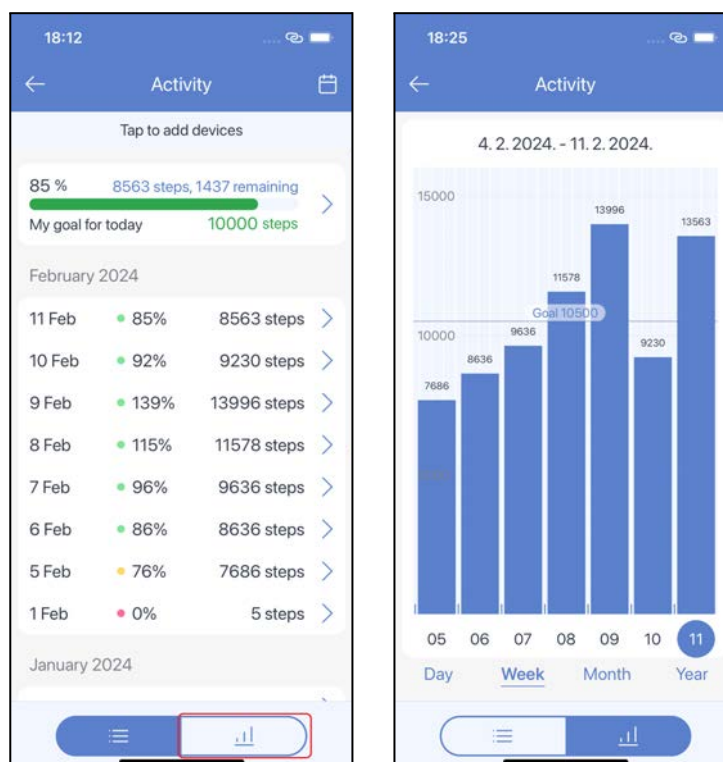 18:12
Activity
Tap to add devices
85 % 8563 steps, 1437 remaining
My goal for today 10000 steps
February 2024
11 Feb 85% 8563 steps
10 Feb 92% 9230 steps
9 Feb 139% 13996 steps
8 Feb 115% 11578 steps
7 Feb 96% 9636 steps
6 Feb 86% 8636 steps
5 Feb 76% 7686 steps
1 Feb 0% 5 steps
January 2024
18:25
Activity
4. 2. 2024. - 11. 2. 2024.
15000
13996
13563
11578
Goal 10500
10000
9636
9230
8636
7686
05 06 07 08 09 10 11
Day Week Month Year